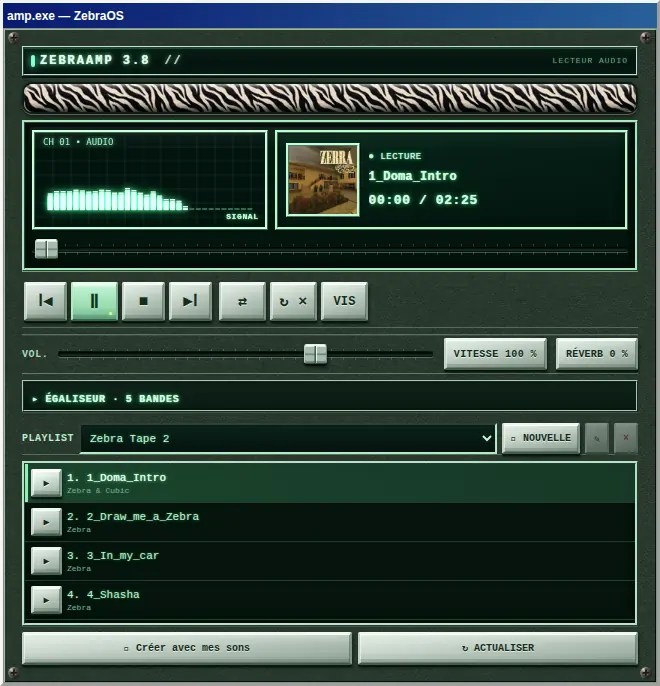 amp.exe — ZebraOS
ZEBRAAMP 3.8 //
LECTEUR AUDIO
CH 01 • AUDIO
SIGNAL
ZEBRA
● LECTURE
1_Doma_Intro
00:00 / 02:25
VIS
VOL.
VITESSE 100 %
RÉVERB 0 %
▸ ÉGALISEUR · 5 BANDES
PLAYLIST
Zebra Tape 2
NOUVELLE
1. 1_Doma_Intro
Zebra & Cubic
2. 2_Draw_me_a_Zebra
Zebra
3. 3_In_my_car
Zebra
4. 4_Shasha
Zebra
Créer avec mes sons
↻ ACTUALISER